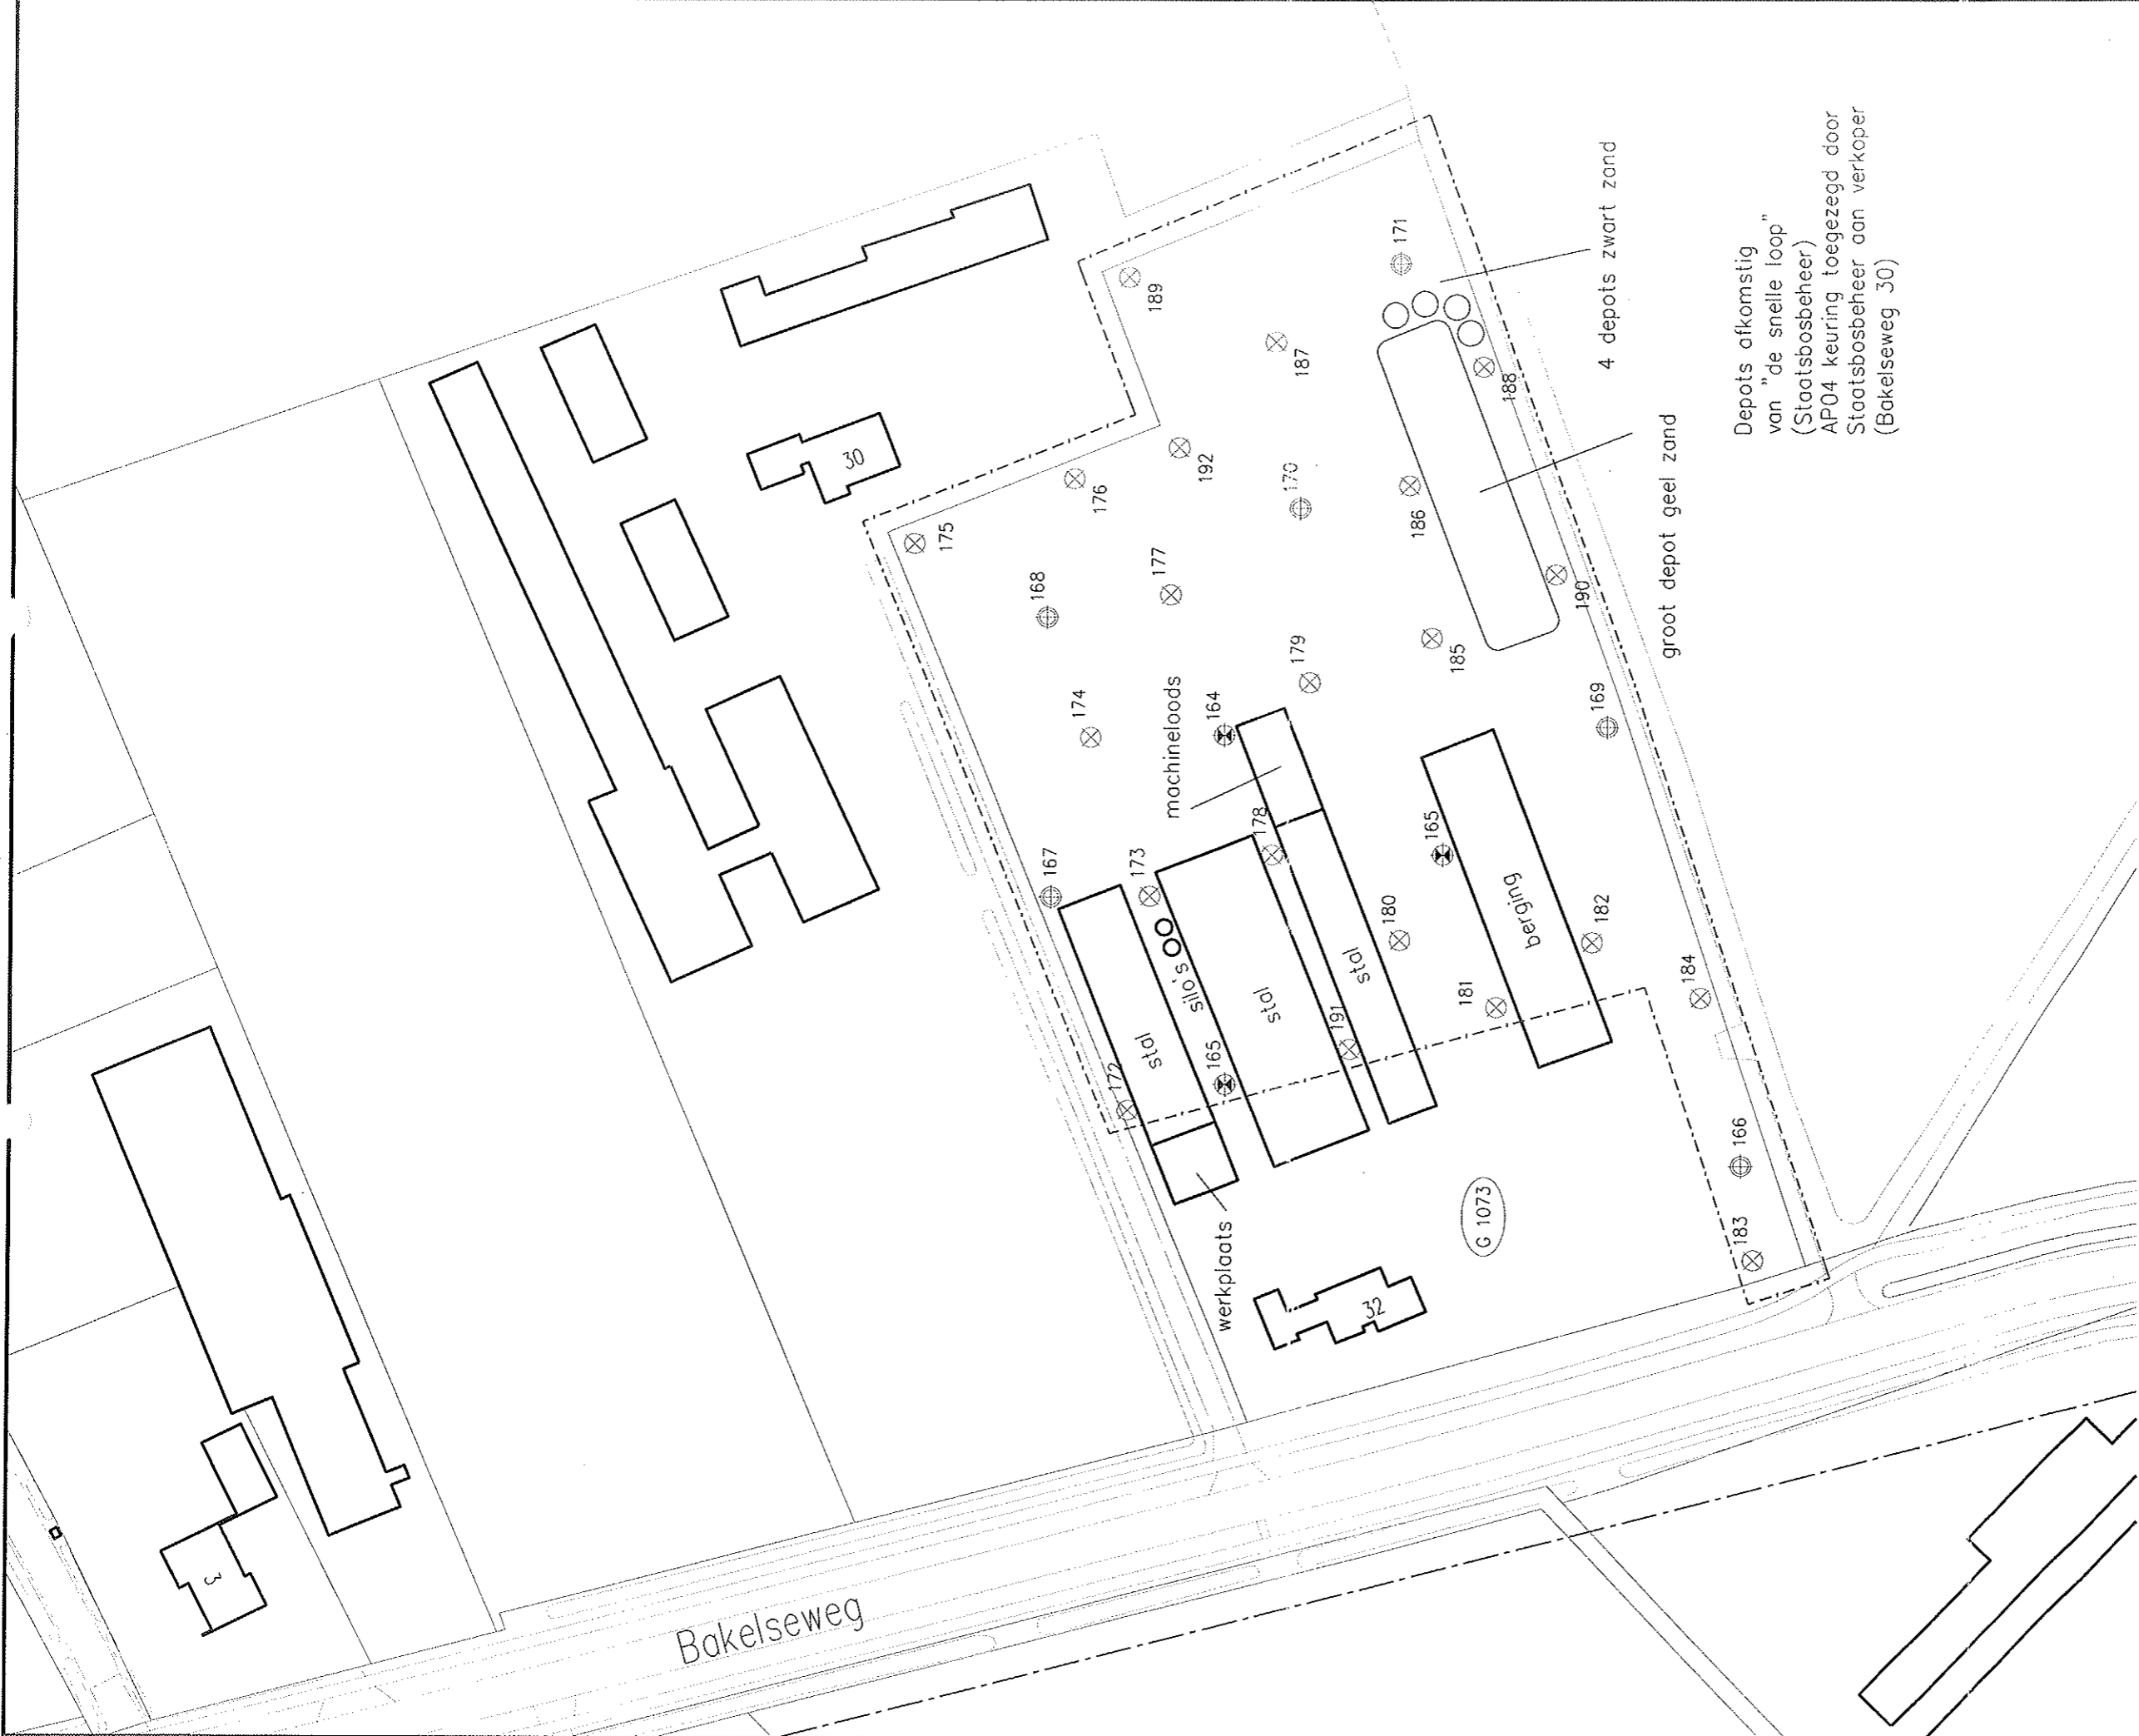 30
175
176
192
189
187
171
168
177
170
186
188
174
179
185
190
169
machineloods
164
178
167
173
silo's
stal
stal
stal
172
165
191
180
165
berging
181
182
184
166
183
werkplaats
G 1073
32
3
Bakelseweg
4 depots zwart zand
groot depot geel zand
Depots afkomstig
van "de snelle loop"
(Staatsbosbeheer)
AP04 keuring toegezegd door
Staatsbosbeheer aan verkoper
(Bakelseweg 30)